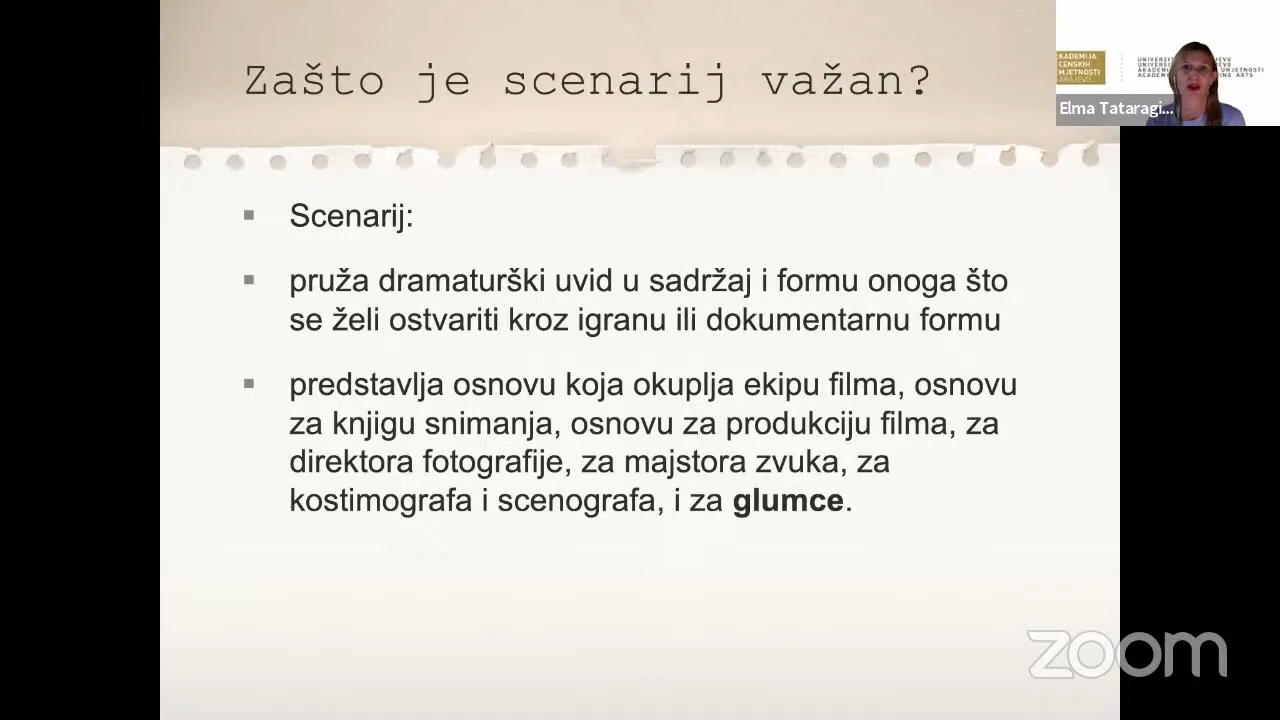 Zašto je scenarij važan?
Scenarij:
pruža dramaturški uvid u sadržaj i formu onoga što
se želi ostvariti kroz igranu ili dokumentarnu formu
predstavlja osnovu koja okuplja ekipu filma, osnovu
za knjigu snimanja, osnovu za produkciju filma, za
direktora fotografije, za majstora zvuka, za
kostimografa i scenografa, i za glumce.
Elma Tataragi...
zoom